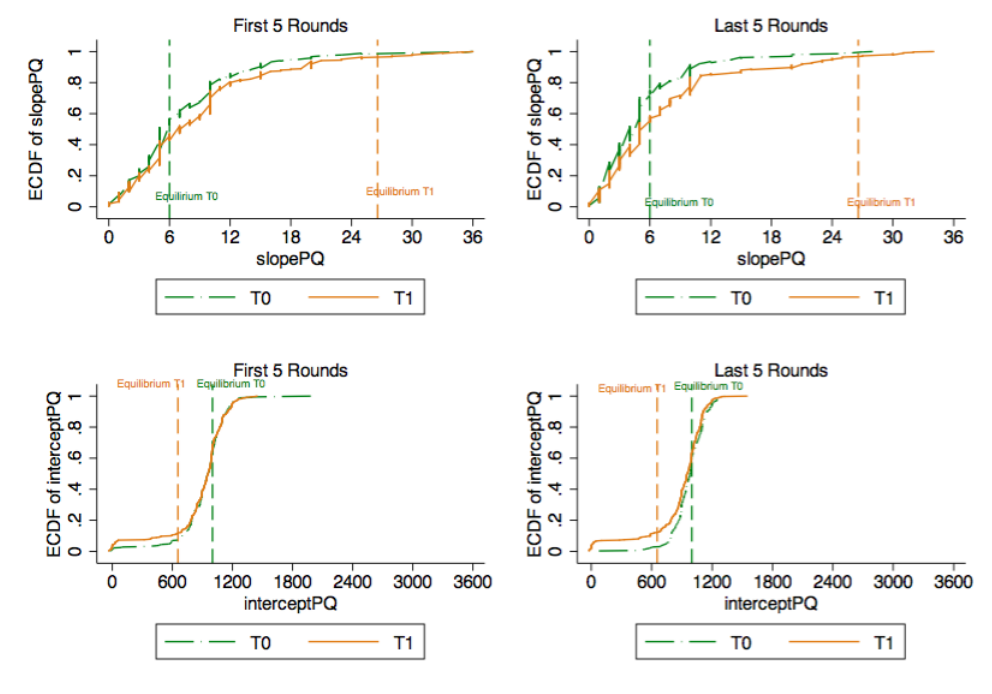 First 5 Rounds
ECDF of slopePQ
1
.8
.6
.4
.2
0
Equilirium T0
Equilibrium T1
0 6 12 18 24 30 36
slopePQ
T0 T1
Last 5 Rounds
ECDF of slopePQ
1
.8
.6
.4
.2
0
Equilibrium T0
Equilibrium T1
0 6 12 18 24 30 36
slopePQ
T0 T1
First 5 Rounds
Equilibrium T1 Equilibrium T0
ECDF of interceptPQ
1
.8
.6
.4
.2
0
0 600 1200 1800 2400 3000 3600
interceptPQ
T0 T1
Last 5 Rounds
Equilibrium T1 Equilibrium T0
ECDF of interceptPQ
1
.8
.6
.4
.2
0
0 600 1200 1800 2400 3000 3600
interceptPQ
T0 T1